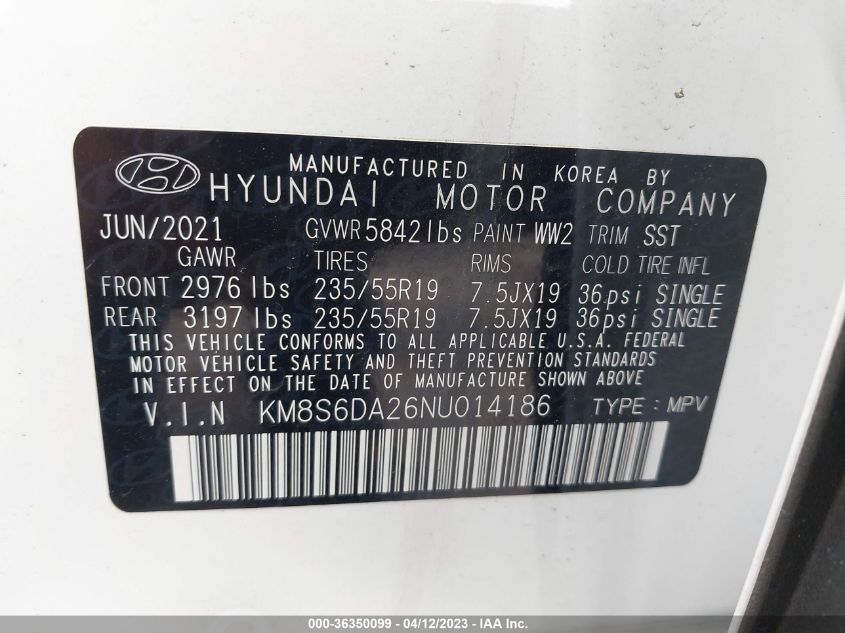 MANUFACTURED IN KOREA BY
HYUNDAI MOTOR COMPANY
JUN/2021 GVWR 5842 lbs PAINT WW2 TRIM SST
GAWR TIRES RIMS COLD TIRE INFL
FRONT 2976 lbs 235/55R19 7.5JX19 36psi SINGLE
REAR 3197 lbs 235/55R19 7.5JX19 36psi SINGLE
THIS VEHICLE CONFORMS TO ALL APPLICABLE U.S.A. FEDERAL
MOTOR VEHICLE SAFETY AND THEFT PREVENTION STANDARDS
IN EFFECT ON THE DATE OF MANUFACTURE SHOWN ABOVE
V.I.N KM8S6DA26NU014186 TYPE : MPV
000-36350099 - 04/12/2023 - IAA Inc.